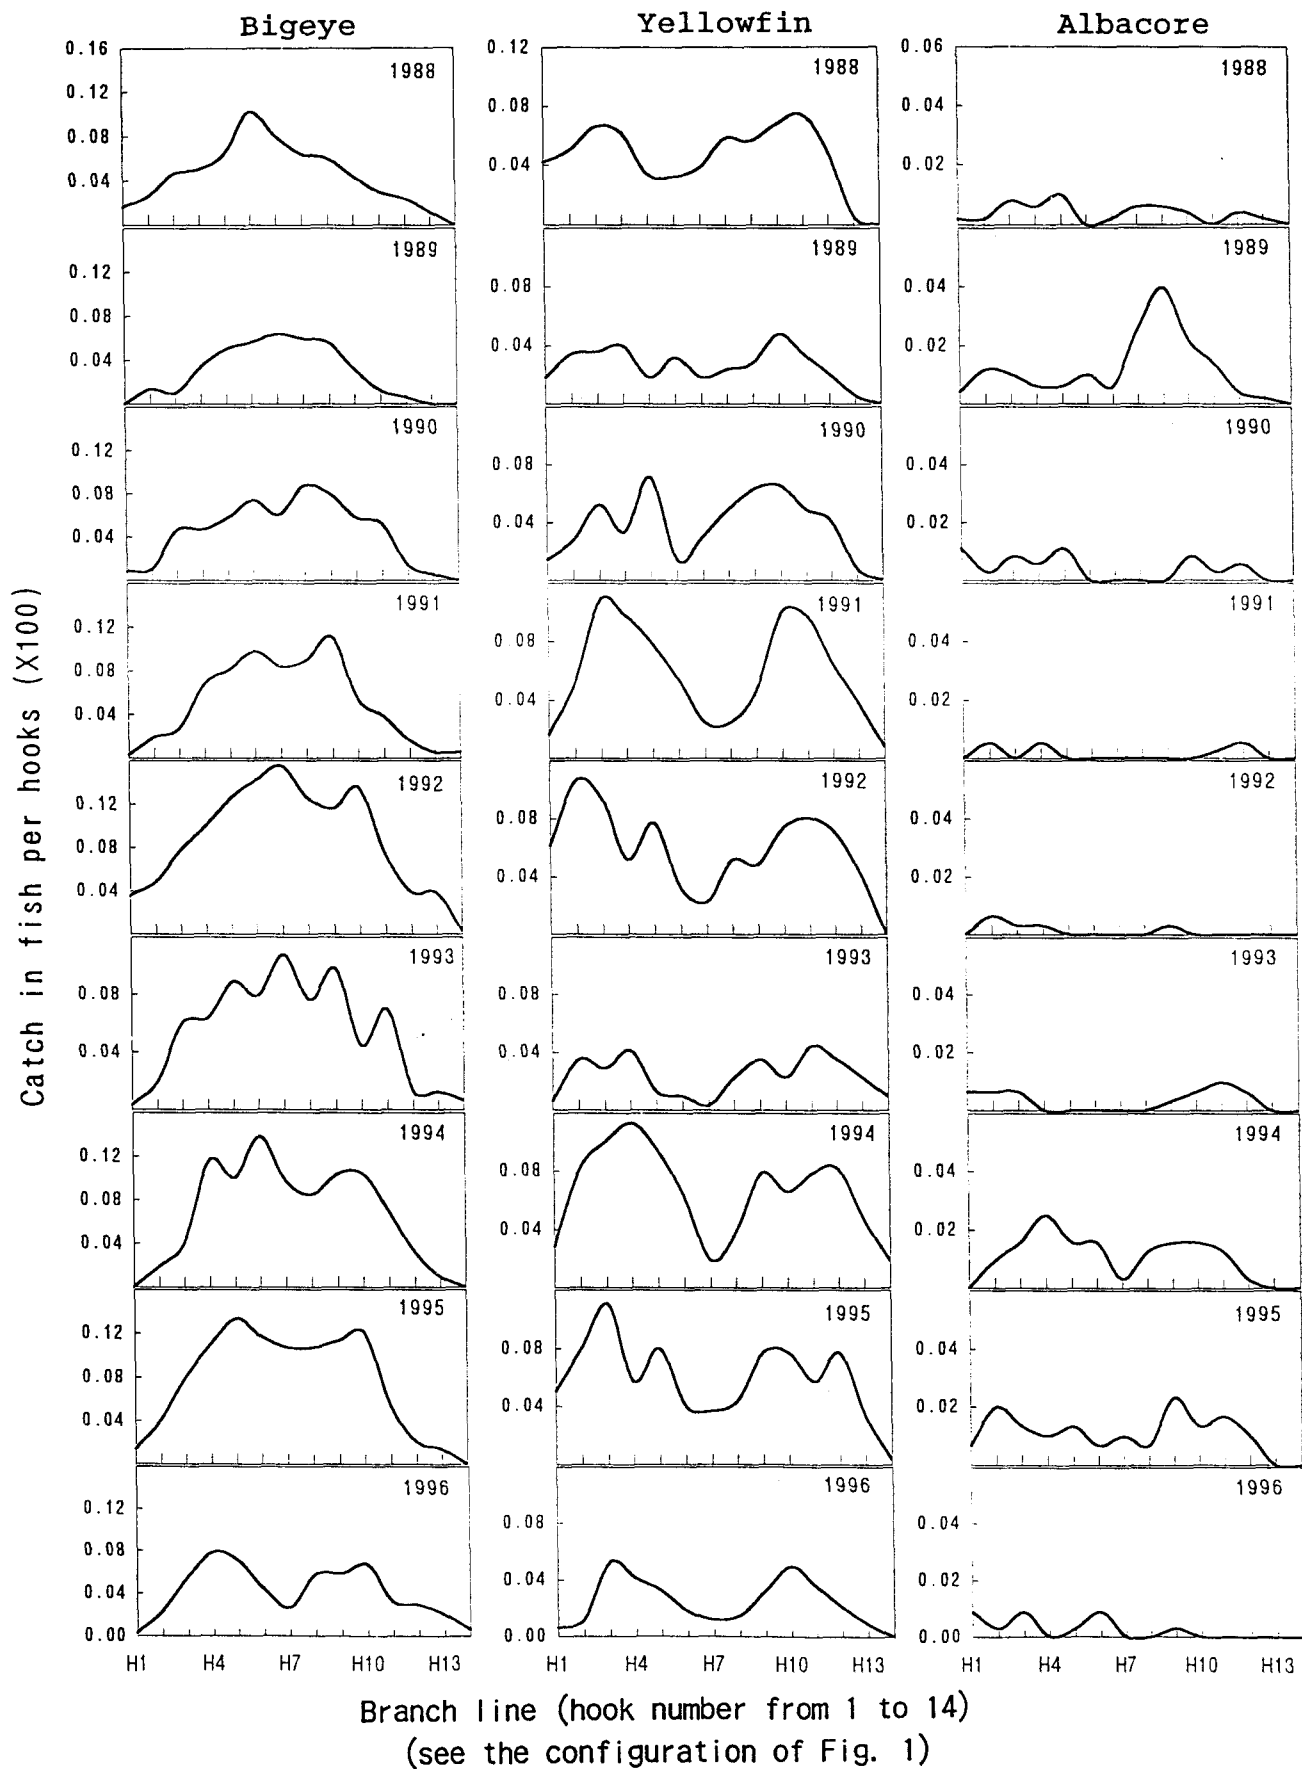 Bigeye Yellowfin Albacore
0.16 0.12 0.06
1988 1988 1988
0.12 0.08 0.04
0.08 0.04 0.02
0.04
1989 1989 1989
0.12 0.08 0.04
0.08 0.04 0.02
0.04
1990 1990 1990
0.12 0.08 0.04
0.08 0.04 0.02
0.04
1991 1991 1991
0.12 0.08 0.04
0.08 0.04 0.02
0.04
1992 1992 1992
0.12 0.08 0.04
0.08 0.04 0.02
0.04
1993 1993 1993
0.08 0.08 0.04
0.04 0.04 0.02
1994 1994 1994
0.12 0.08 0.04
0.08 0.04 0.02
0.04
1995 1995 1995
0.12 0.08 0.04
0.08 0.04 0.02
0.04
1996 1996 1996
0.12 0.08 0.04
0.08 0.04 0.02
0.04
0.00 0.00 0.00
H1 H4 H7 H10 H13 H1 H4 H7 H10 H13 H1 H4 H7 H10 H13
Catch in fish per hooks (X100)
Branch line (hook number from 1 to 14)
(see the configuration of Fig. 1)